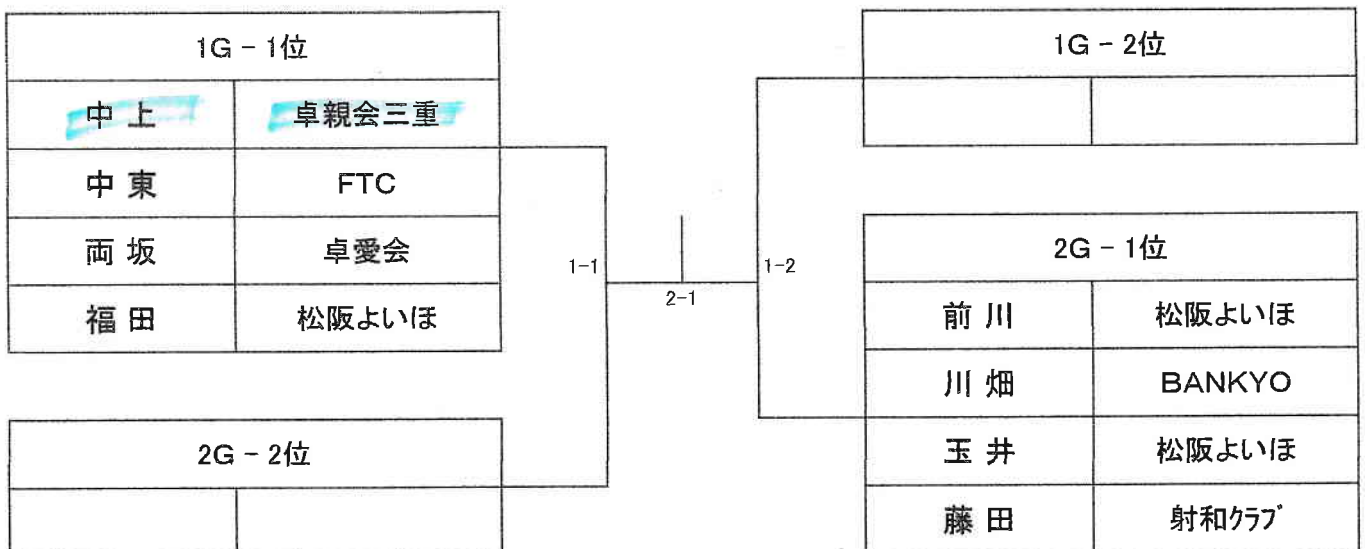 1G - 1位
中 上 卓親会三重
中 東 FTC
両 坂 卓愛会
福 田 松阪よいほ
2G - 2位
1-1
2-1
1-2
1G - 2位
2G - 1位
前 川 松阪よいほ
川 畑 BANKYO
玉 井 松阪よいほ
藤 田 射和ｸﾗﾌﾞ